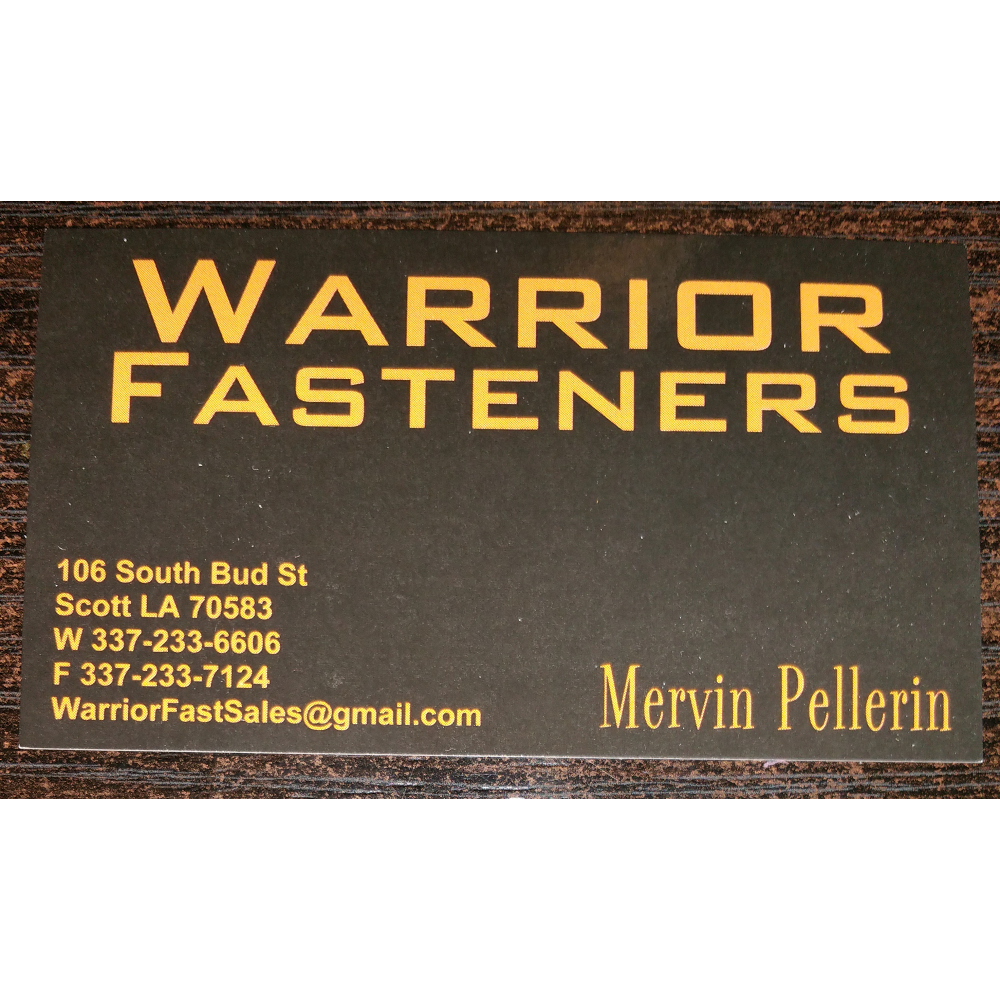 WARRIOR
FASTENERS
106 South Bud St
Scott LA 70583
W 337-233-6606
F 337-233-7124
WarriorFastSales@gmail.com
Mervin Pellerin